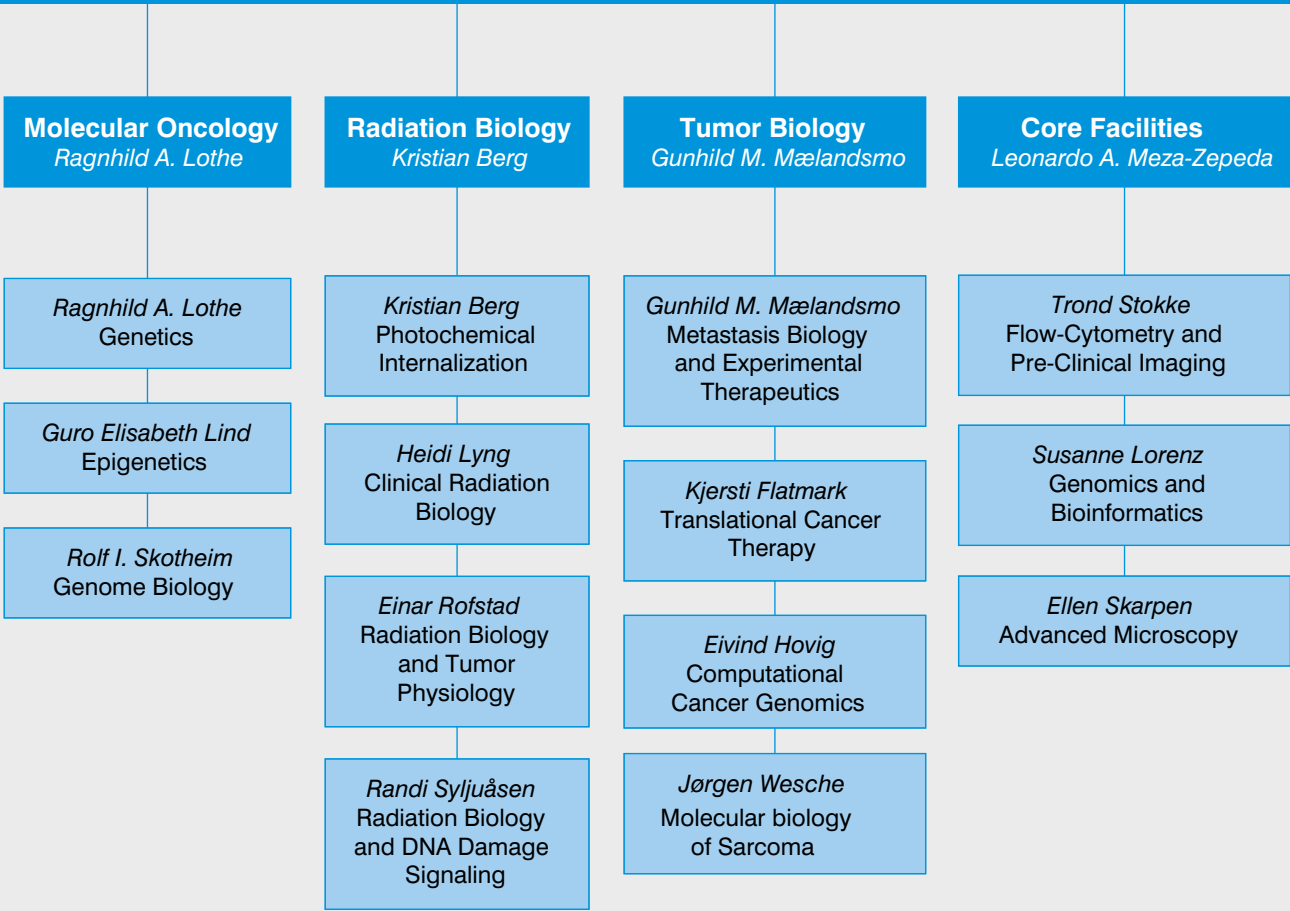 Molecular Oncology
Ragnhild A. Lothe
Ragnhild A. Lothe
Genetics
Guro Elisabeth Lind
Epigenetics
Rolf I. Skotheim
Genome Biology
Radiation Biology
Kristian Berg
Kristian Berg
Photochemical
Internalization
Heidi Lyng
Clinical Radiation
Biology
Einar Rofstad
Radiation Biology
and Tumor
Physiology
Randi Syljuåsen
Radiation Biology
and DNA Damage
Signaling
Tumor Biology
Gunhild M. Mælandsmo
Gunhild M. Mælandsmo
Metastasis Biology
and Experimental
Therapeutics
Kjersti Flatmark
Translational Cancer
Therapy
Eivind Hovig
Computational
Cancer Genomics
Jørgen Wesche
Molecular biology
of Sarcoma
Core Facilities
Leonardo A. Meza-Zepeda
Trond Stokke
Flow-Cytometry and
Pre-Clinical Imaging
Susanne Lorenz
Genomics and
Bioinformatics
Ellen Skarpen
Advanced Microscopy